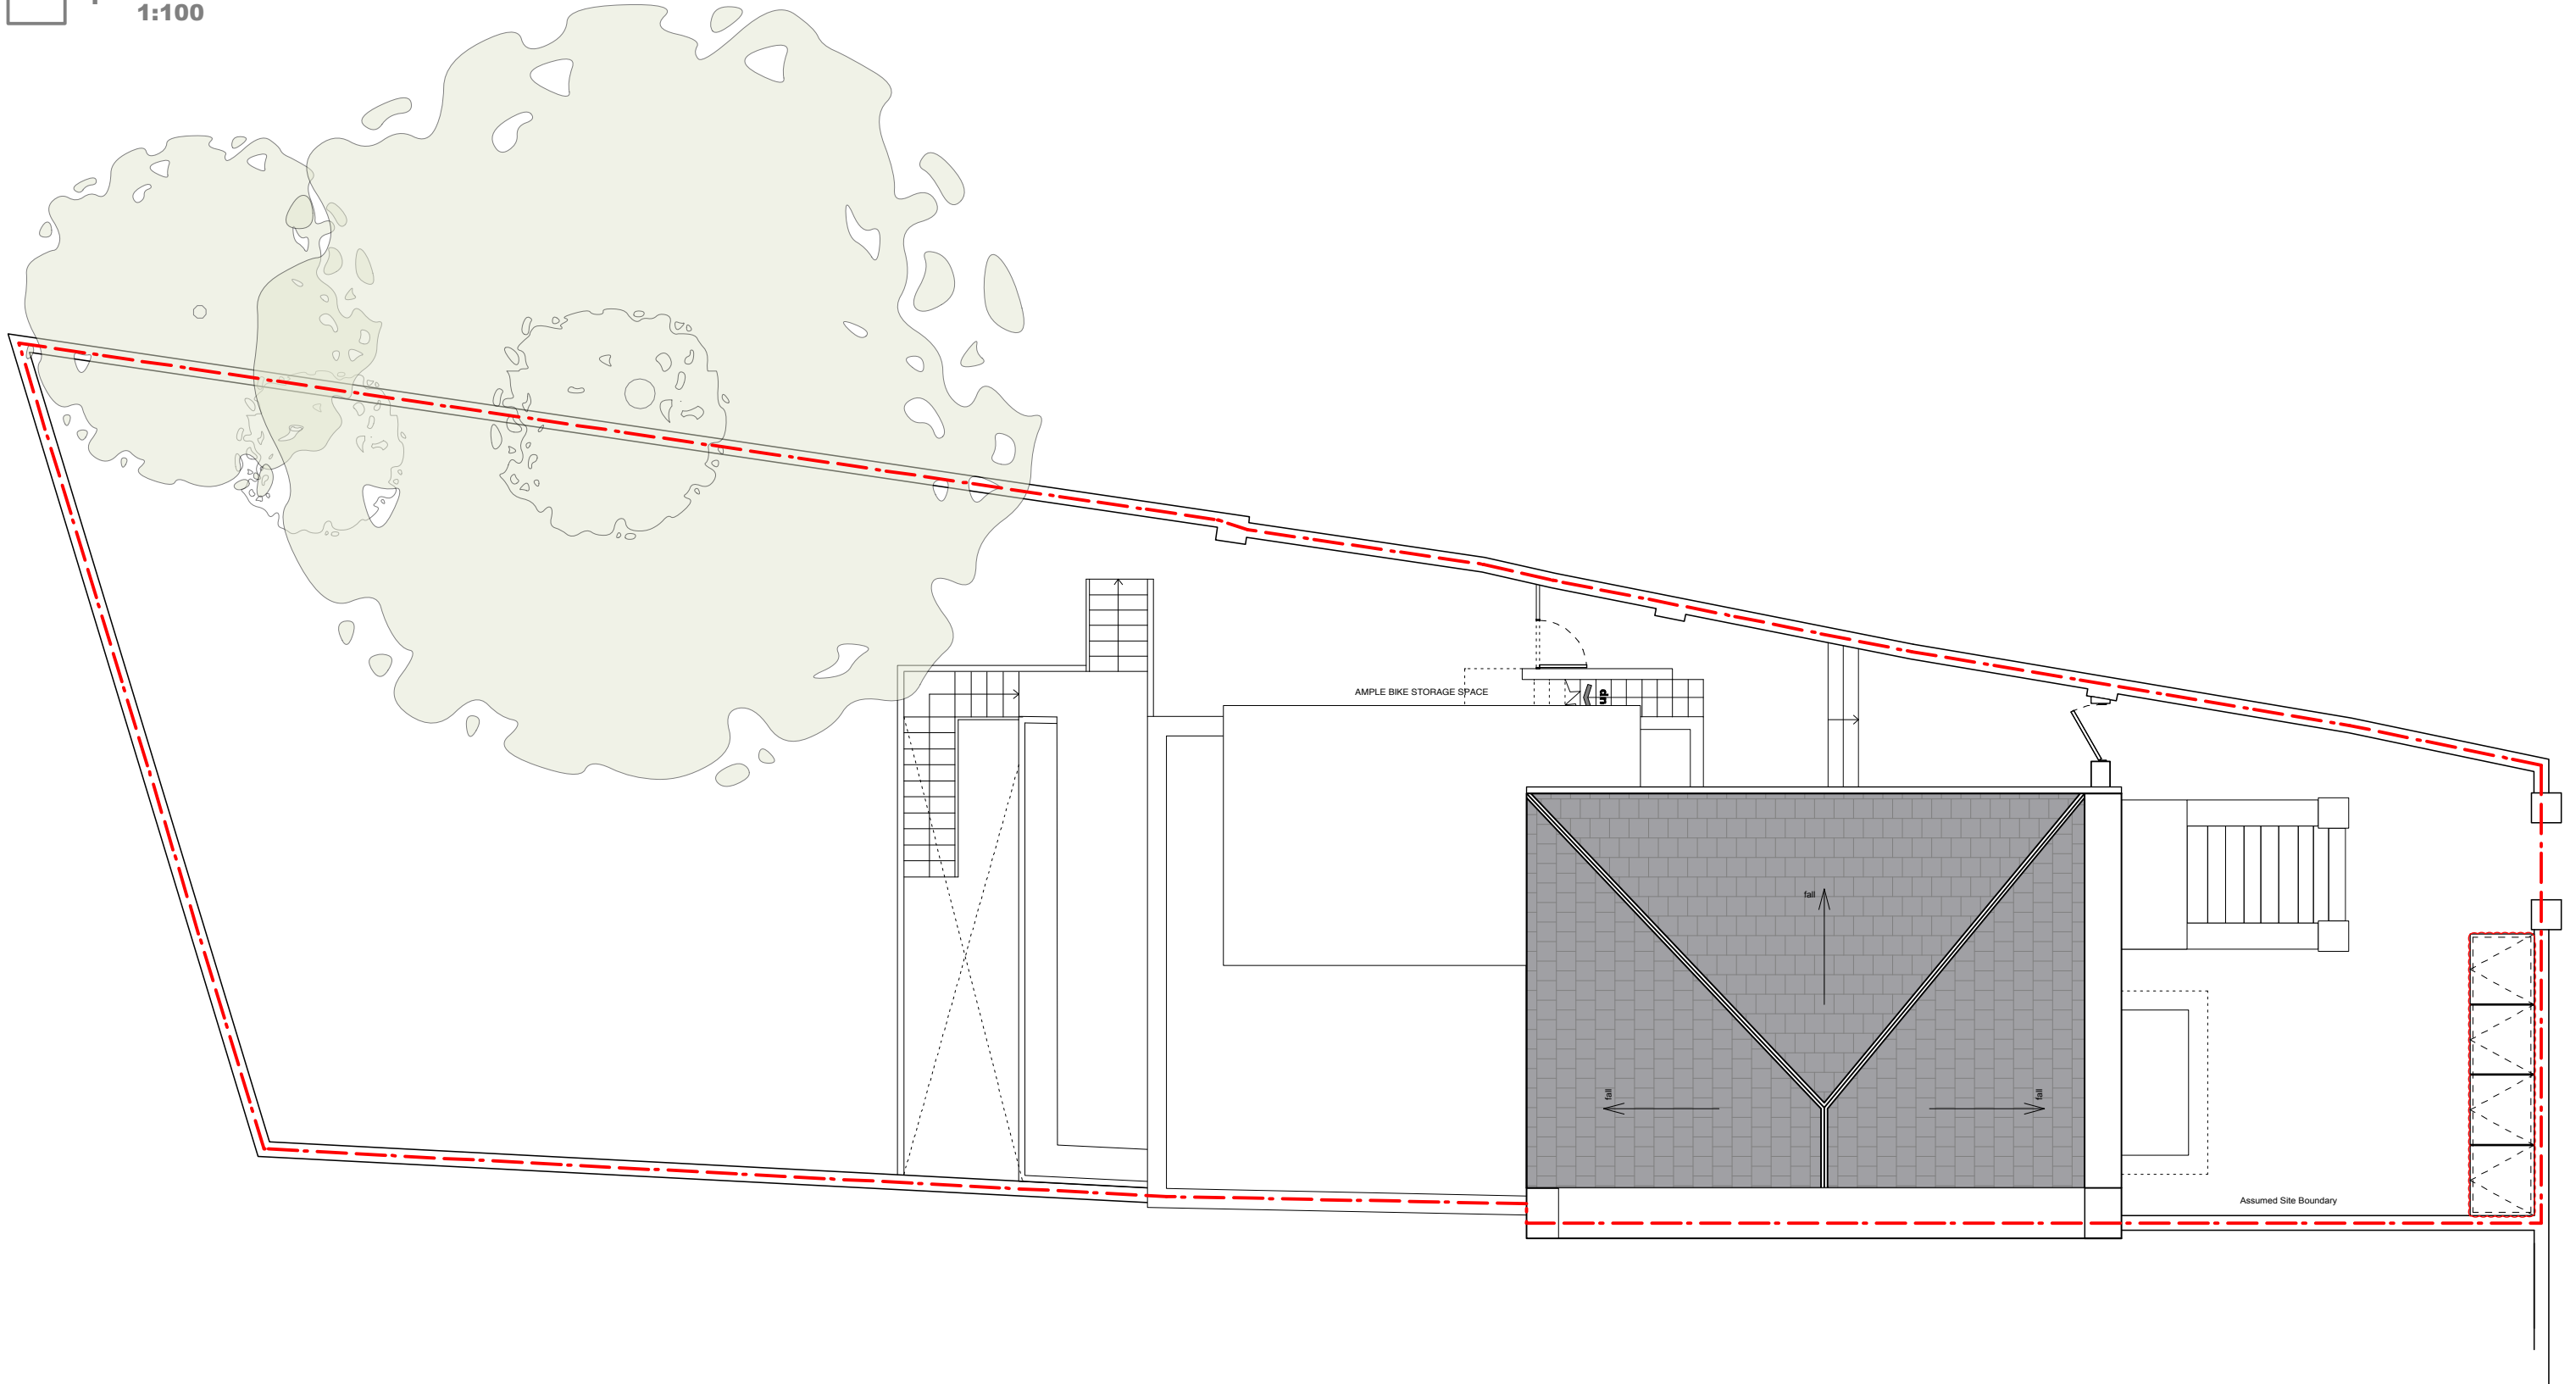 1:100
AMPLE BIKE STORAGE SPACE
up
fall
fall
fall
Assumed Site Boundary